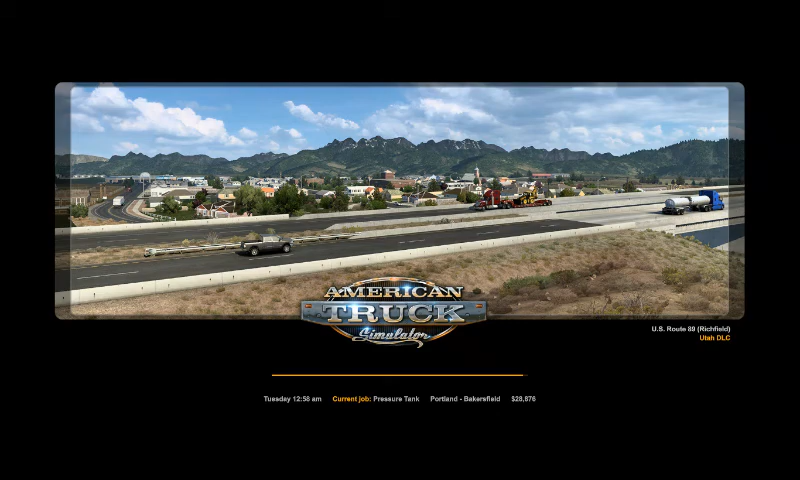 AMERICAN
TRUCK
Simulator
U.S. Route 89 (Richfield)
Utah DLC
Tuesday 12:58 am Current job: Pressure Tank Portland - Bakersfield $28,876